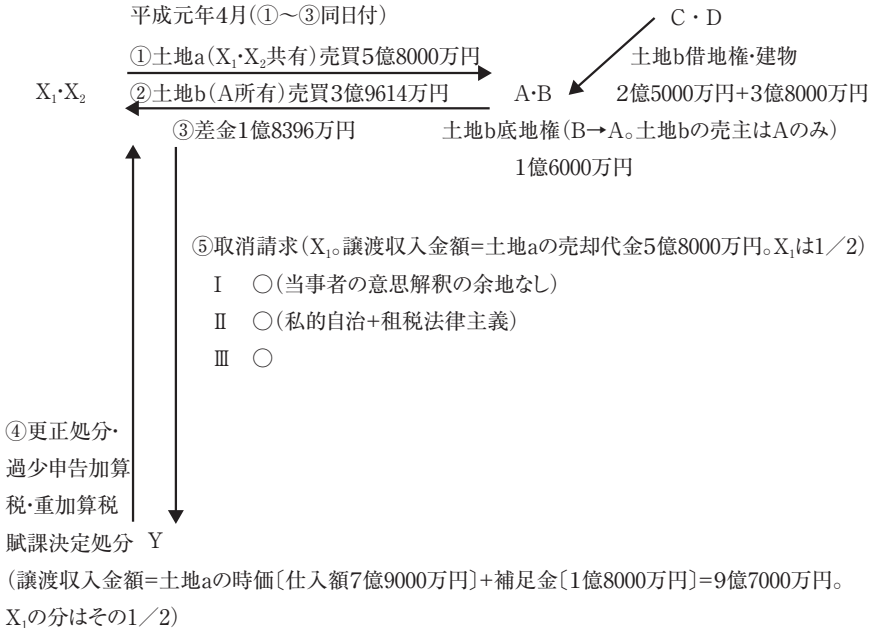 平成元年4月(①～③同日付)
C・D
①土地a(X₁・X₂共有)売買5億8000万円
土地b借地権・建物
X₁・X₂
②土地b(A所有)売買3億9614万円
A・B
2億5000万円+3億8000万円
③差金1億8396万円
土地b底地権(B→A。土地bの売主はAのみ)
1億6000万円
⑤取消請求(X₁。譲渡収入金額=土地aの売却代金5億8000万円。X₁は1／2)
Ⅰ ○(当事者の意思解釈の余地なし)
Ⅱ ○(私的自治+租税法律主義)
Ⅲ ○
④更正処分・
過少申告加算
税・重加算税
賦課決定処分 Y
(譲渡収入金額=土地aの時価〔仕入額7億9000万円〕+補足金〔1億8000万円〕=9億7000万円。
X₁の分はその1／2)